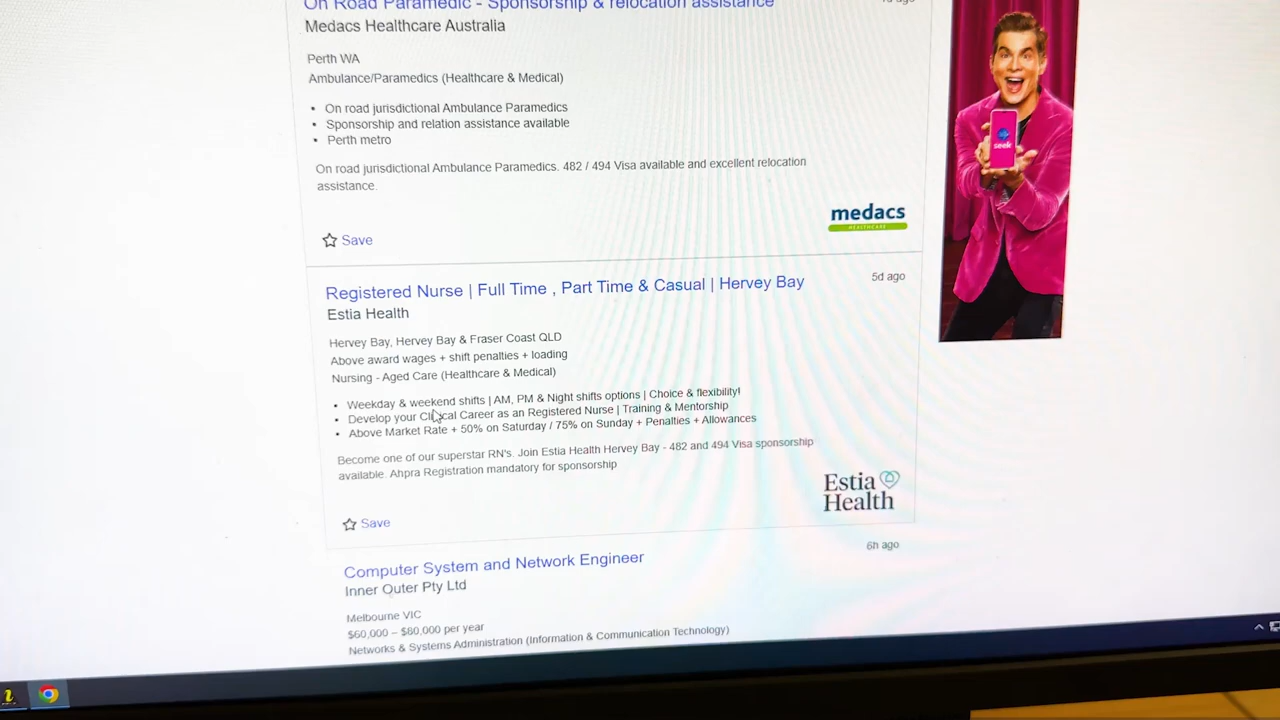 On Road Paramedic - Sponsorship & relocation assistance
Medacs Healthcare Australia
Perth WA
Ambulance/Paramedics (Healthcare & Medical)
• On road jurisdictional Ambulance Paramedics
• Sponsorship and relation assistance available
• Perth metro
On road jurisdictional Ambulance Paramedics. 482 / 494 Visa available and excellent relocation
assistance.
medacs
HEALTHCARE
Save
seek
Registered Nurse | Full Time , Part Time & Casual | Hervey Bay
5d ago
Estia Health
Hervey Bay, Hervey Bay & Fraser Coast QLD
Above award wages + shift penalties + loading
Nursing - Aged Care (Healthcare & Medical)
• Weekday & weekend shifts | AM, PM & Night shifts options | Choice & flexibility!
• Develop your Clinical Career as an Registered Nurse | Training & Mentorship
• Above Market Rate + 50% on Saturday / 75% on Sunday + Penalties + Allowances
Become one of our superstar RN's. Join Estia Health Hervey Bay - 482 and 494 Visa sponsorship
available. Ahpra Registration mandatory for sponsorship
Estia
Health
Save
Computer System and Network Engineer
6h ago
Inner Outer Pty Ltd
Melbourne VIC
$60,000 – $80,000 per year
Networks & Systems Administration (Information & Communication Technology)